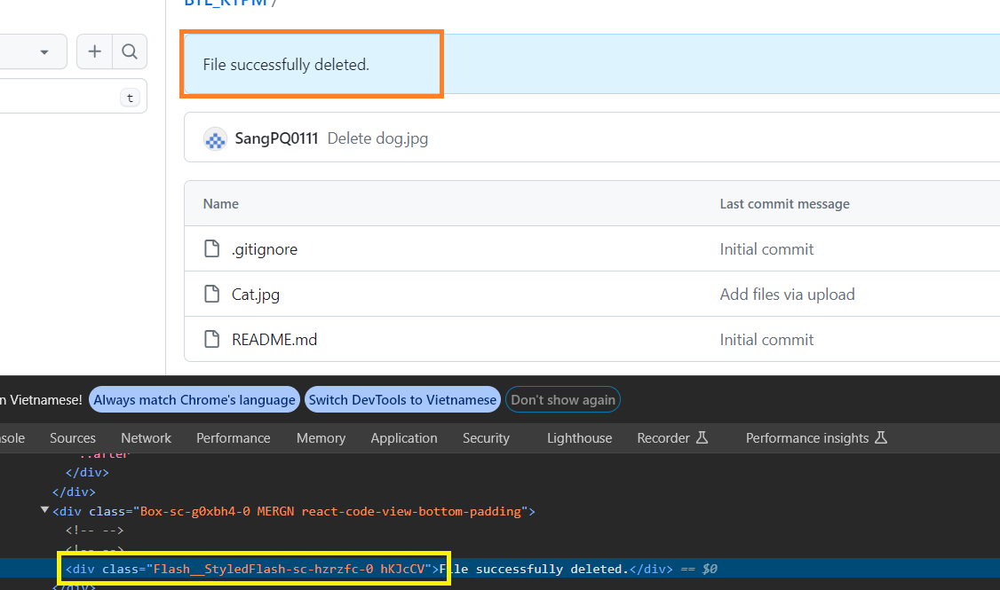 BTL_KTPM /
File successfully deleted.
t
SangPQ0111 Delete dog.jpg
Name Last commit message
.gitignore Initial commit
Cat.jpg Add files via upload
README.md Initial commit
n Vietnamese! Always match Chrome's language Switch DevTools to Vietnamese Don't show again
sole Sources Network Performance Memory Application Security Lighthouse Recorder Performance insights
::after
</div>
</div>
<div class="Box-sc-g0xbh4-0 MERGN react-code-view-bottom-padding">
<!-- -->
<!-- -->
<div class="Flash__StyledFlash-sc-hzrzfc-0 hKJcCV">File successfully deleted.</div> == $0
</div>